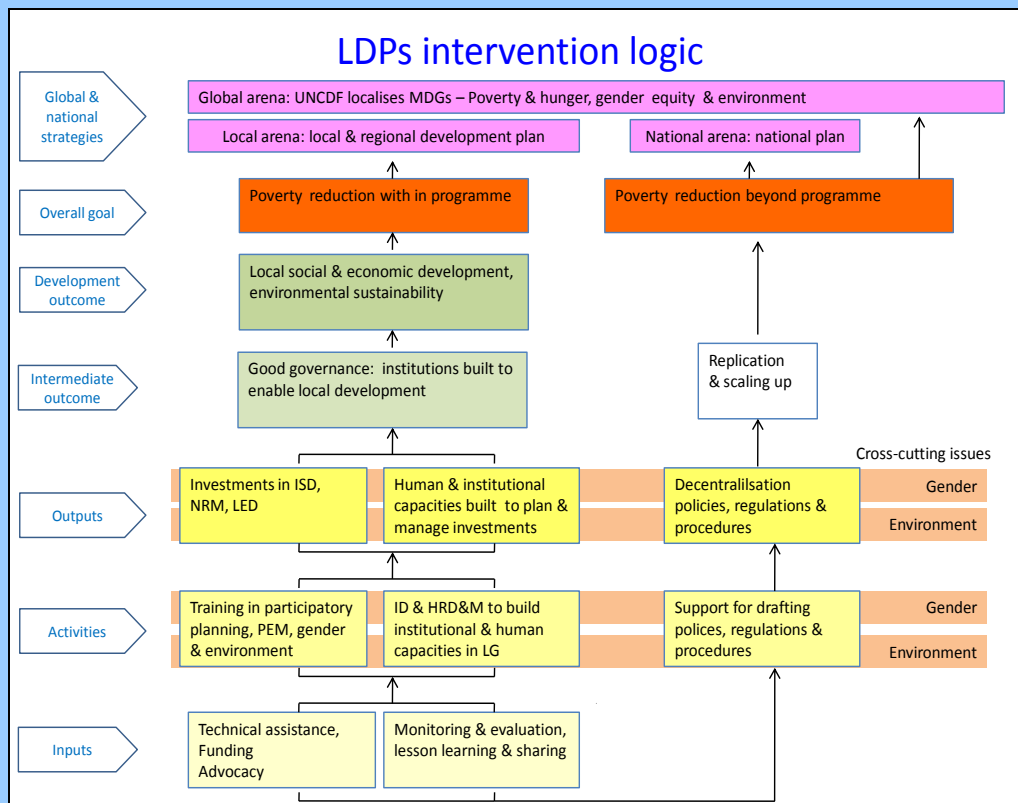 LDPs intervention logic
Global &
national
strategies
Global arena: UNCDF localises MDGs – Poverty & hunger, gender equity & environment
Local arena: local & regional development plan
National arena: national plan
Overall goal
Poverty reduction with in programme
Poverty reduction beyond programme
Development
outcome
Local social & economic development,
environmental sustainability
Intermediate
outcome
Good governance: institutions built to
enable local development
Replication
& scaling up
Cross-cutting issues
Outputs
Investments in ISD,
NRM, LED
Human & institutional
capacities built to plan &
manage investments
Decentralilsation
policies, regulations &
procedures
Gender
Environment
Activities
Training in participatory
planning, PEM, gender
& environment
ID & HRD&M to build
institutional & human
capacities in LG
Support for drafting
polices, regulations &
procedures
Gender
Environment
Inputs
Technical assistance,
Funding
Advocacy
Monitoring & evaluation,
lesson learning & sharing